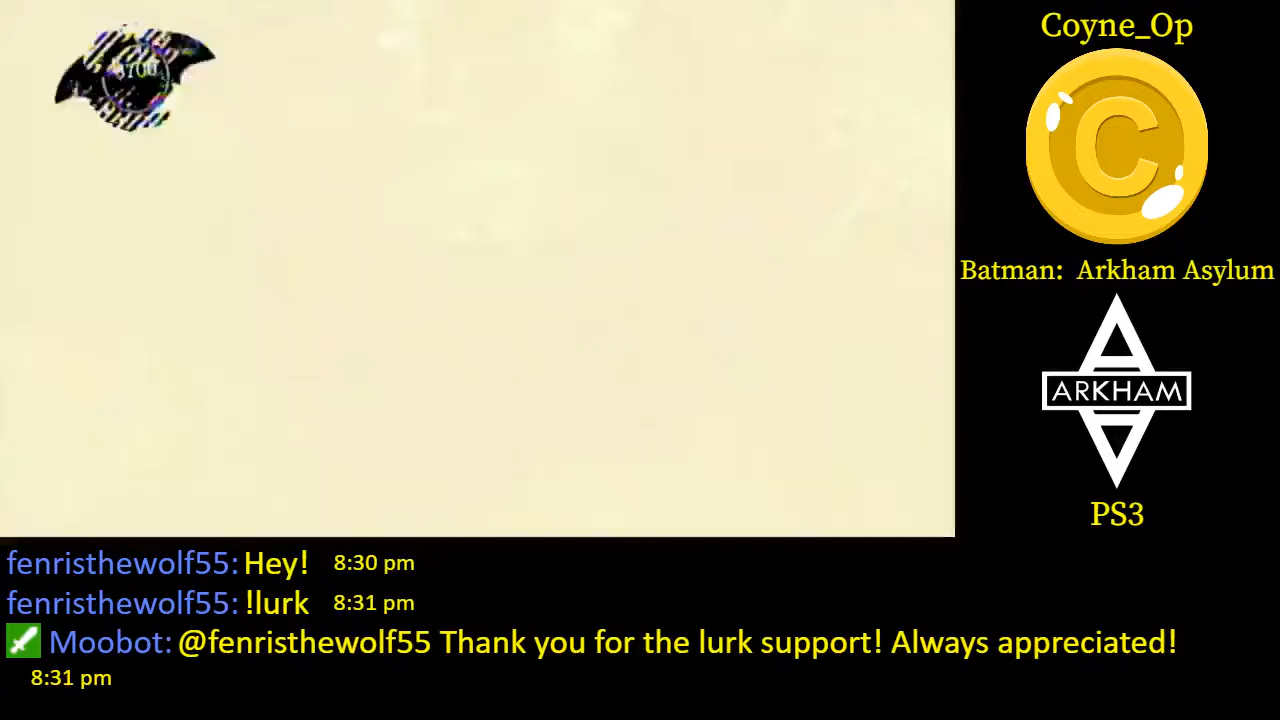 Coyne_Op
C
Batman: Arkham Asylum
ARKHAM
PS3
fenristhewolf55: Hey! 8:30 pm
fenristhewolf55: !lurk 8:31 pm
Moobot: @fenristhewolf55 Thank you for the lurk support! Always appreciated!
8:31 pm